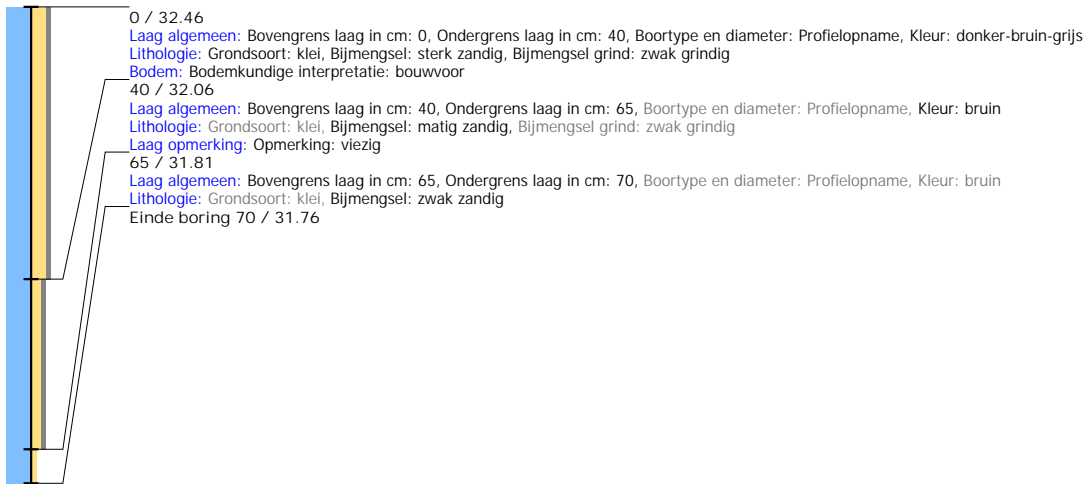 0 / 32.46
Laag algemeen: Bovengrens laag in cm: 0, Ondergrens laag in cm: 40, Boortype en diameter: Profielopname, Kleur: donker-bruin-grijs
Lithologie: Grondsoort: klei, Bijmengsel: sterk zandig, Bijmengsel grind: zwak grindig
Bodem: Bodemkundige interpretatie: bouwvoor
40 / 32.06
Laag algemeen: Bovengrens laag in cm: 40, Ondergrens laag in cm: 65, Boortype en diameter: Profielopname, Kleur: bruin
Lithologie: Grondsoort: klei, Bijmengsel: matig zandig, Bijmengsel grind: zwak grindig
Laag opmerking: Opmerking: viezig
65 / 31.81
Laag algemeen: Bovengrens laag in cm: 65, Ondergrens laag in cm: 70, Boortype en diameter: Profielopname, Kleur: bruin
Lithologie: Grondsoort: klei, Bijmengsel: zwak zandig
Einde boring 70 / 31.76